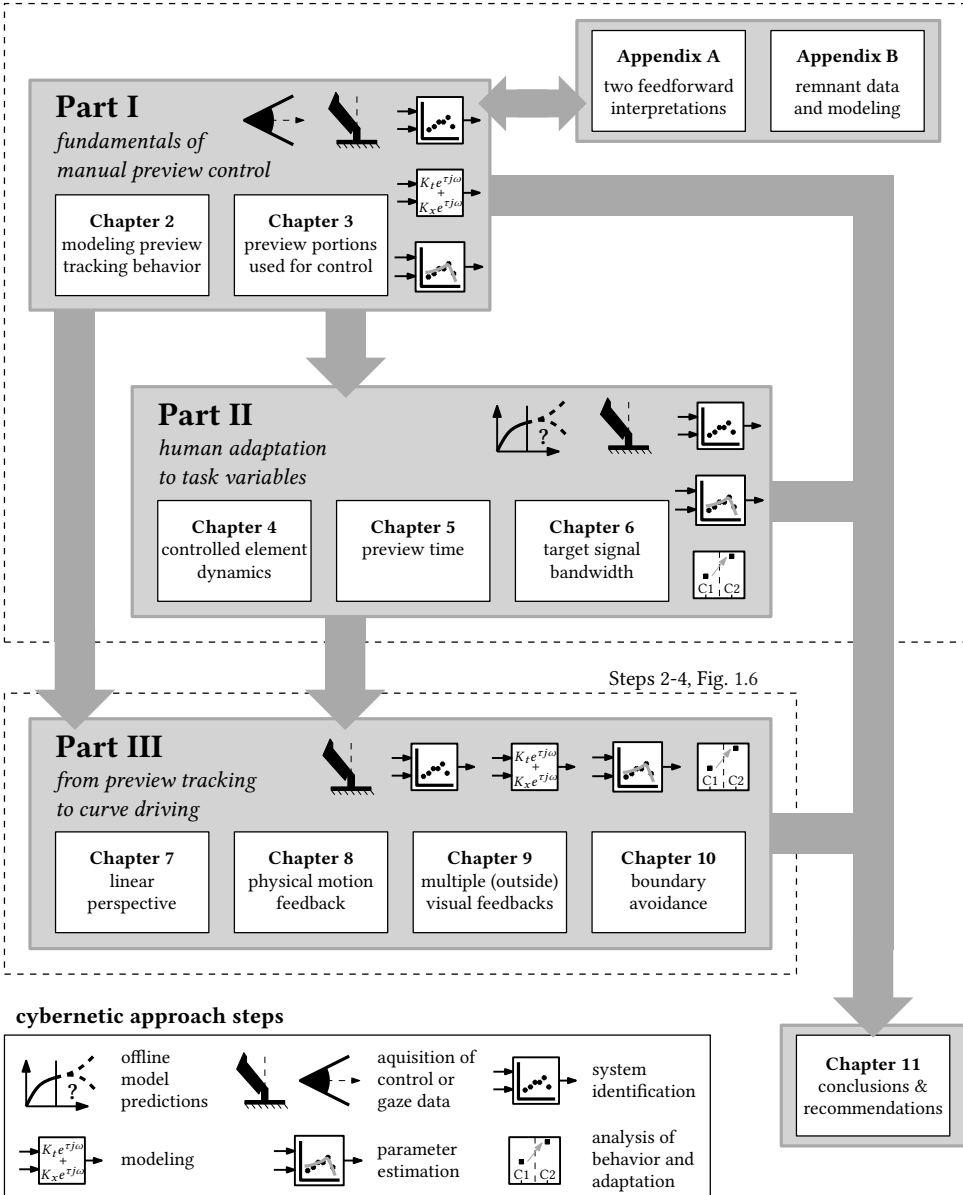 Appendix A
two feedforward
interpretations
Appendix B
remnant data
and modeling
Part I
fundamentals of
manual preview control
K_t e^{τjω}
+
K_x e^{τjω}
Chapter 2
modeling preview
tracking behavior
Chapter 3
preview portions
used for control
Part II
human adaptation
to task variables
?
Chapter 4
controlled element
dynamics
Chapter 5
preview time
Chapter 6
target signal
bandwidth
C1 C2
Steps 2-4, Fig. 1.6
Part III
from preview tracking
to curve driving
K_t e^{τjω}
+
K_x e^{τjω}
C1 C2
Chapter 7
linear
perspective
Chapter 8
physical motion
feedback
Chapter 9
multiple (outside)
visual feedbacks
Chapter 10
boundary
avoidance
cybernetic approach steps
?
offline
model
predictions
aquisition of
control or
gaze data
system
identification
K_t e^{τjω}
+
K_x e^{τjω}
modeling
parameter
estimation
C1 C2
analysis of
behavior and
adaptation
Chapter 11
conclusions &
recommendations